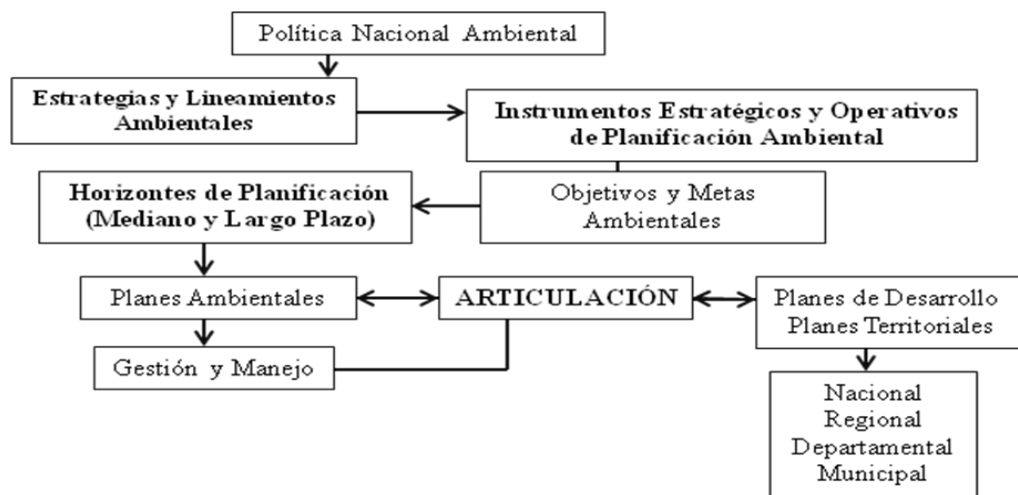 Política Nacional Ambiental
Estrategias y Lineamientos
Ambientales
Instrumentos Estratégicos y Operativos
de Planificación Ambiental
Horizontes de Planificación
(Mediano y Largo Plazo)
Objetivos y Metas
Ambientales
Planes Ambientales
ARTICULACIÓN
Planes de Desarrollo
Planes Territoriales
Gestión y Manejo
Nacional
Regional
Departamental
Municipal